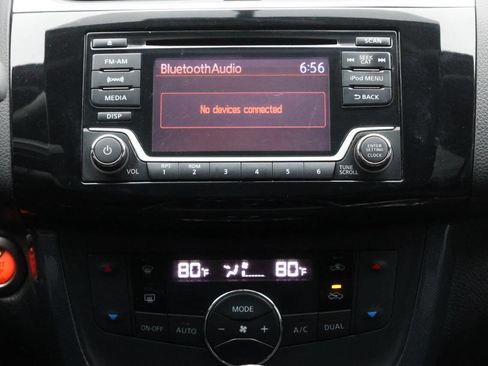 SCAN
FM-AM
BluetoothAudio 6:56
SEEK
CAT
iPod MENU
MEDIA
No devices connected
BACK
DISP
ENTER
SETTING
CLOCK
VOL
RPT RDM
1 2 3 4 5 6
TUNE
SCROLL
80°F 80°F
MODE
ON·OFF AUTO − + A/C DUAL